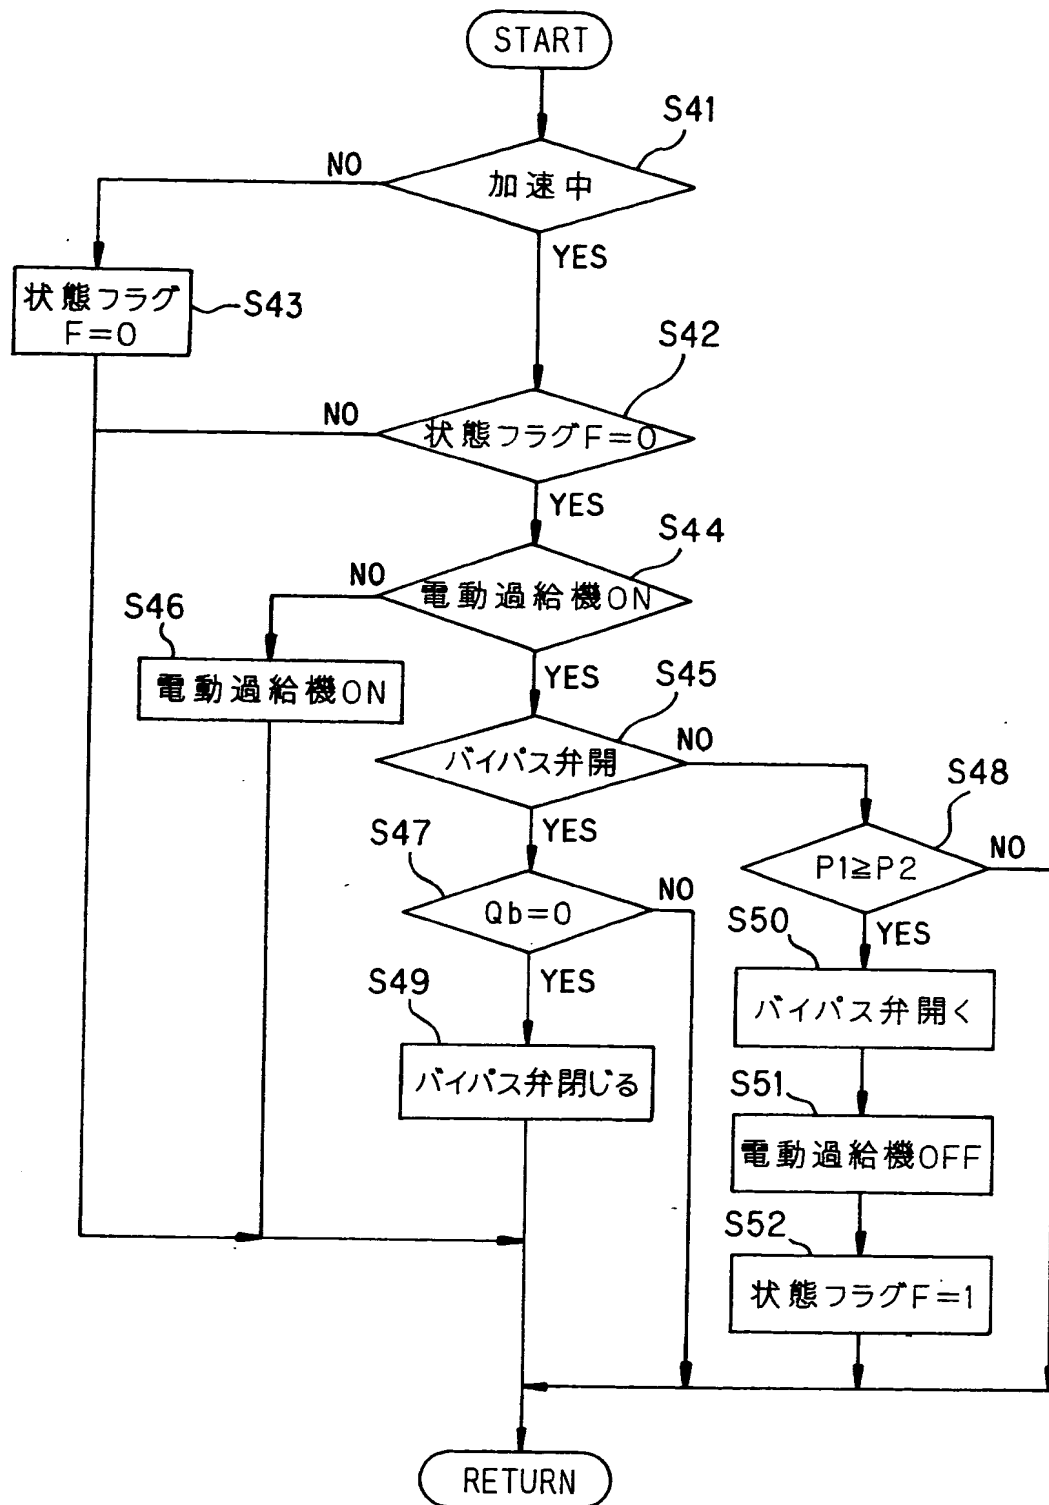 START
S41
NO
加速中
YES
状態フラグ
F=0
S43
S42
NO
状態フラグF=0
YES
S44
NO
電動過給機ON
S46
電動過給機ON
YES
S45
バイパス弁開
NO
S48
YES
S47
P1≧P2
NO
Qb=0
NO
S50
YES
バイパス弁開く
YES
S49
バイパス弁閉じる
S51
電動過給機OFF
S52
状態フラグF=1
RETURN